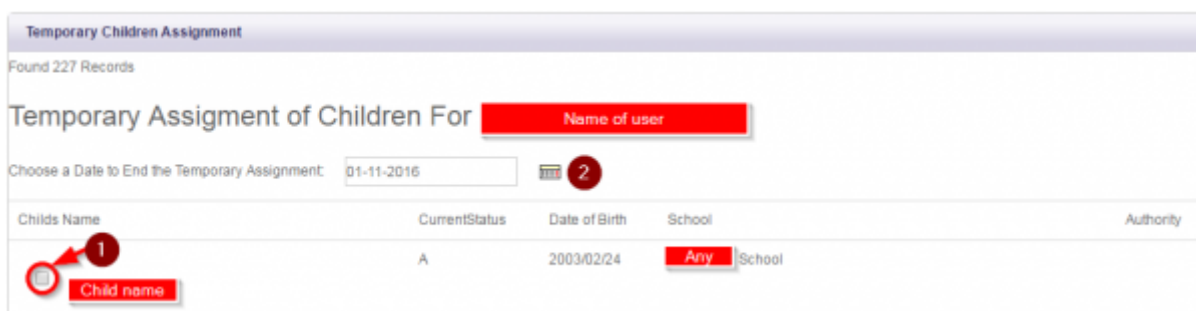 Temporary Children Assignment
Found 227 Records
Temporary Assigment of Children For Name of user
Choose a Date to End the Temporary Assignment: 01-11-2016 2
Childs Name CurrentStatus Date of Birth School Authority
1 A 2003/02/24 Any School
Child name